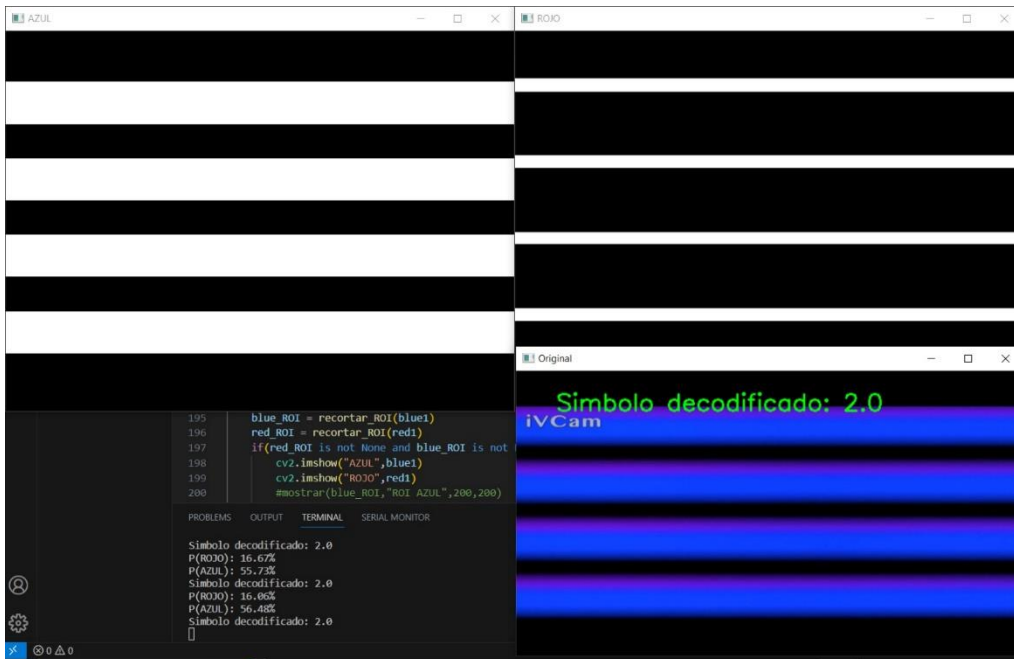 AZUL
ROJO
195 blue_ROI = recortar_ROI(blue1)
196 red_ROI = recortar_ROI(red1)
197 if(red_ROI is not None and blue_ROI is not
198 cv2.imshow("AZUL",blue1)
199 cv2.imshow("ROJO",red1)
200 #mostrar(blue_ROI,"ROI AZUL",200,200)
PROBLEMS OUTPUT TERMINAL SERIAL MONITOR
Simbolo decodificado: 2.0
P(ROJO): 16.67%
P(AZUL): 55.73%
Simbolo decodificado: 2.0
P(ROJO): 16.06%
P(AZUL): 56.48%
Simbolo decodificado: 2.0
0 0 0
Original
Simbolo decodificado: 2.0
iVCam